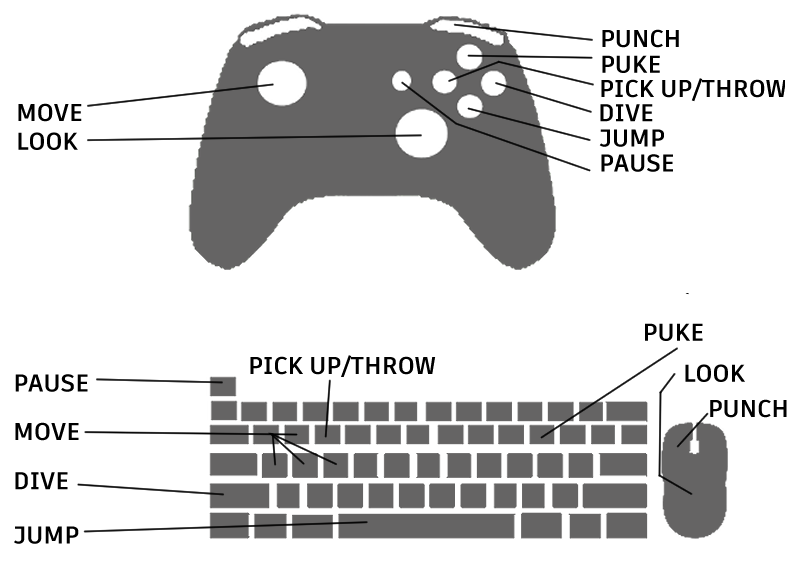 PUNCH
PUKE
PICK UP/THROW
DIVE
JUMP
PAUSE
MOVE
LOOK
PUKE
PICK UP/THROW
LOOK
PAUSE
PUNCH
MOVE
DIVE
JUMP